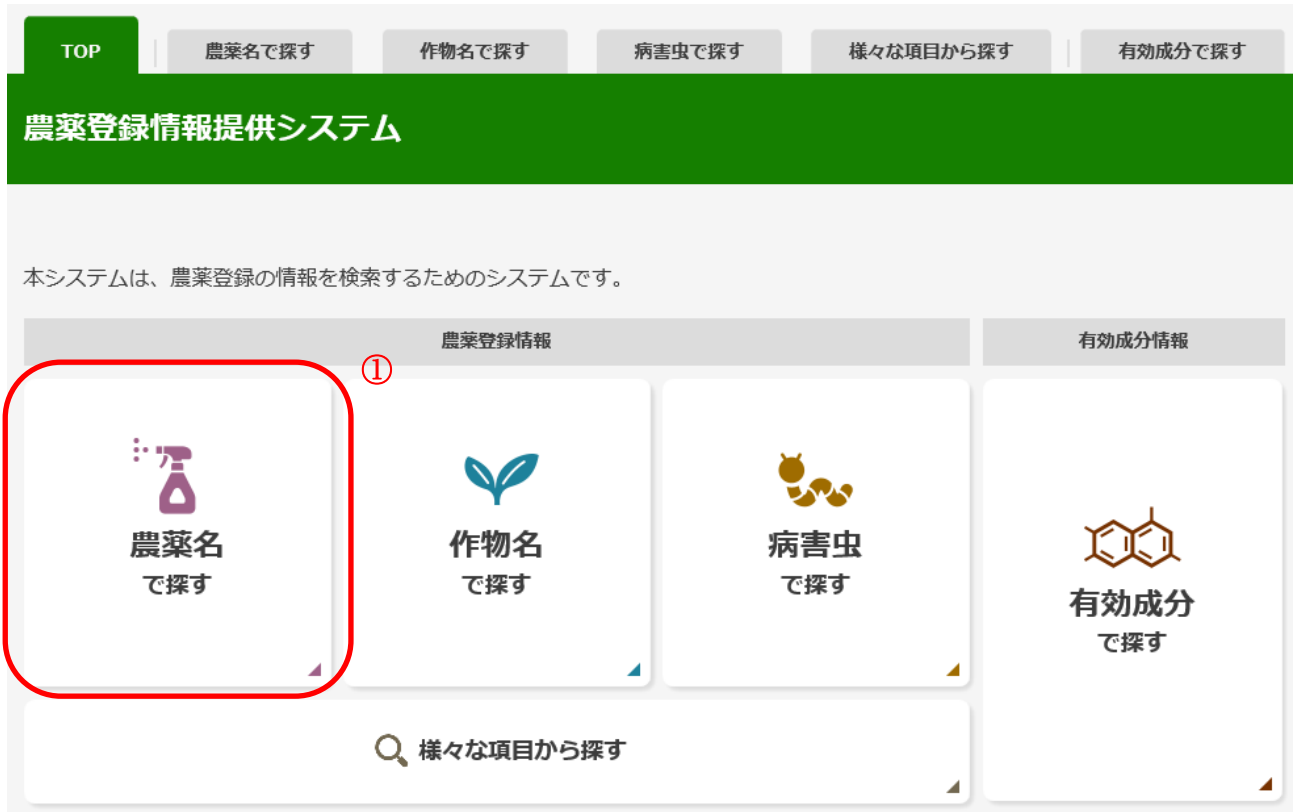 TOP
農薬名で探す
作物名で探す
病害虫で探す
様々な項目から探す
有効成分で探す
農薬登録情報提供システム
本システムは、農薬登録の情報を検索するためのシステムです。
農薬登録情報
有効成分情報
①
農薬名
で探す
作物名
で探す
病害虫
で探す
有効成分
で探す
様々な項目から探す